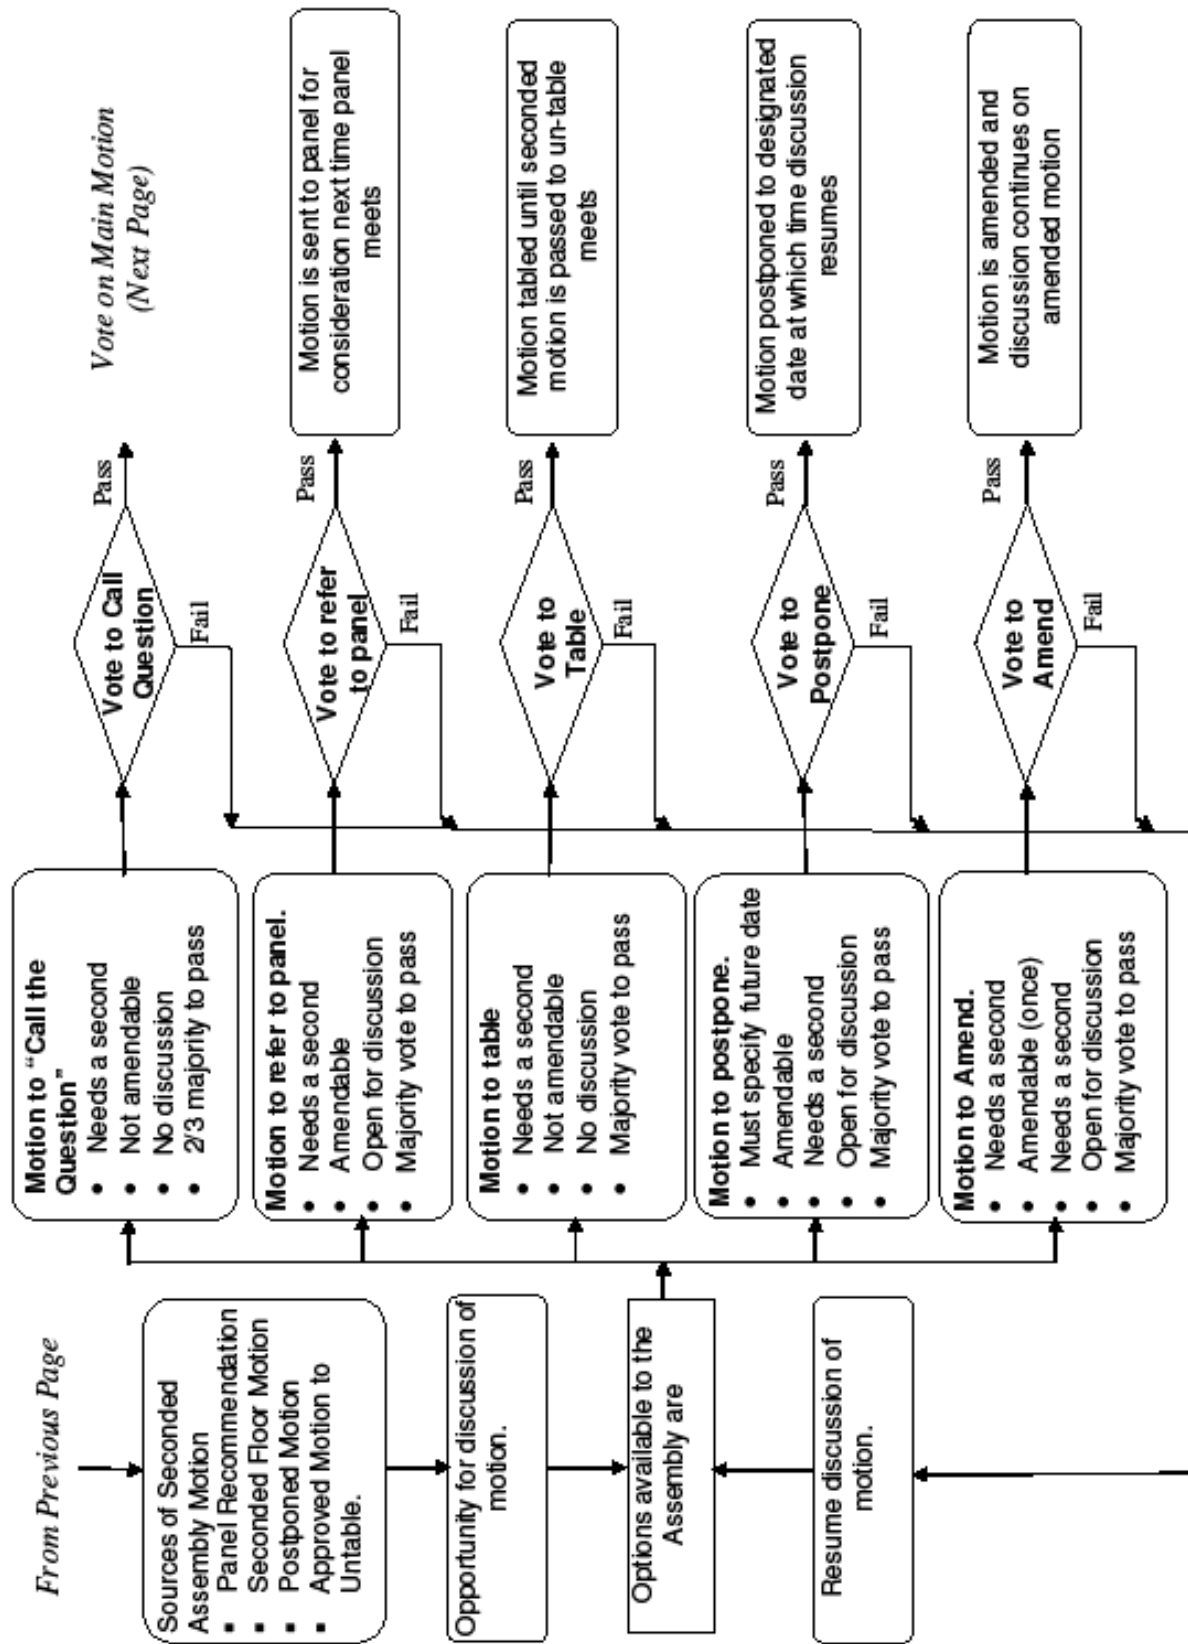 From Previous Page
Sources of Seconded
Assembly Motion
▪ Panel Recommendation
▪ Seconded Floor Motion
▪ Postponed Motion
▪ Approved Motion to
Untable.
Opportunity for discussion of
motion.
Options available to the
Assembly are
Resume discussion of
motion.
Motion to “Call the
Question”
• Needs a second
• Not amendable
• No discussion
• 2/3 majority to pass
Motion to refer to panel.
• Needs a second
• Amendable
• Open for discussion
• Majority vote to pass
Motion to table
• Needs a second
• Not amendable
• No discussion
• Majority vote to pass
Motion to postpone.
• Must specify future date
• Amendable
• Needs a second
• Open for discussion
• Majority vote to pass
Motion to Amend.
• Needs a second
• Amendable (once)
• Needs a second
• Open for discussion
• Majority vote to pass
Vote to Call
Question
Pass
Fail
Vote to refer
to panel
Pass
Fail
Vote to
Table
Pass
Fail
Vote to
Postpone
Pass
Fail
Vote to
Amend
Pass
Fail
Vote on Main Motion
(Next Page)
Motion is sent to panel for
consideration next time panel
meets
Motion tabled until seconded
motion is passed to un-table
meets
Motion postponed to designated
date at which time discussion
resumes
Motion is amended and
discussion continues on
amended motion